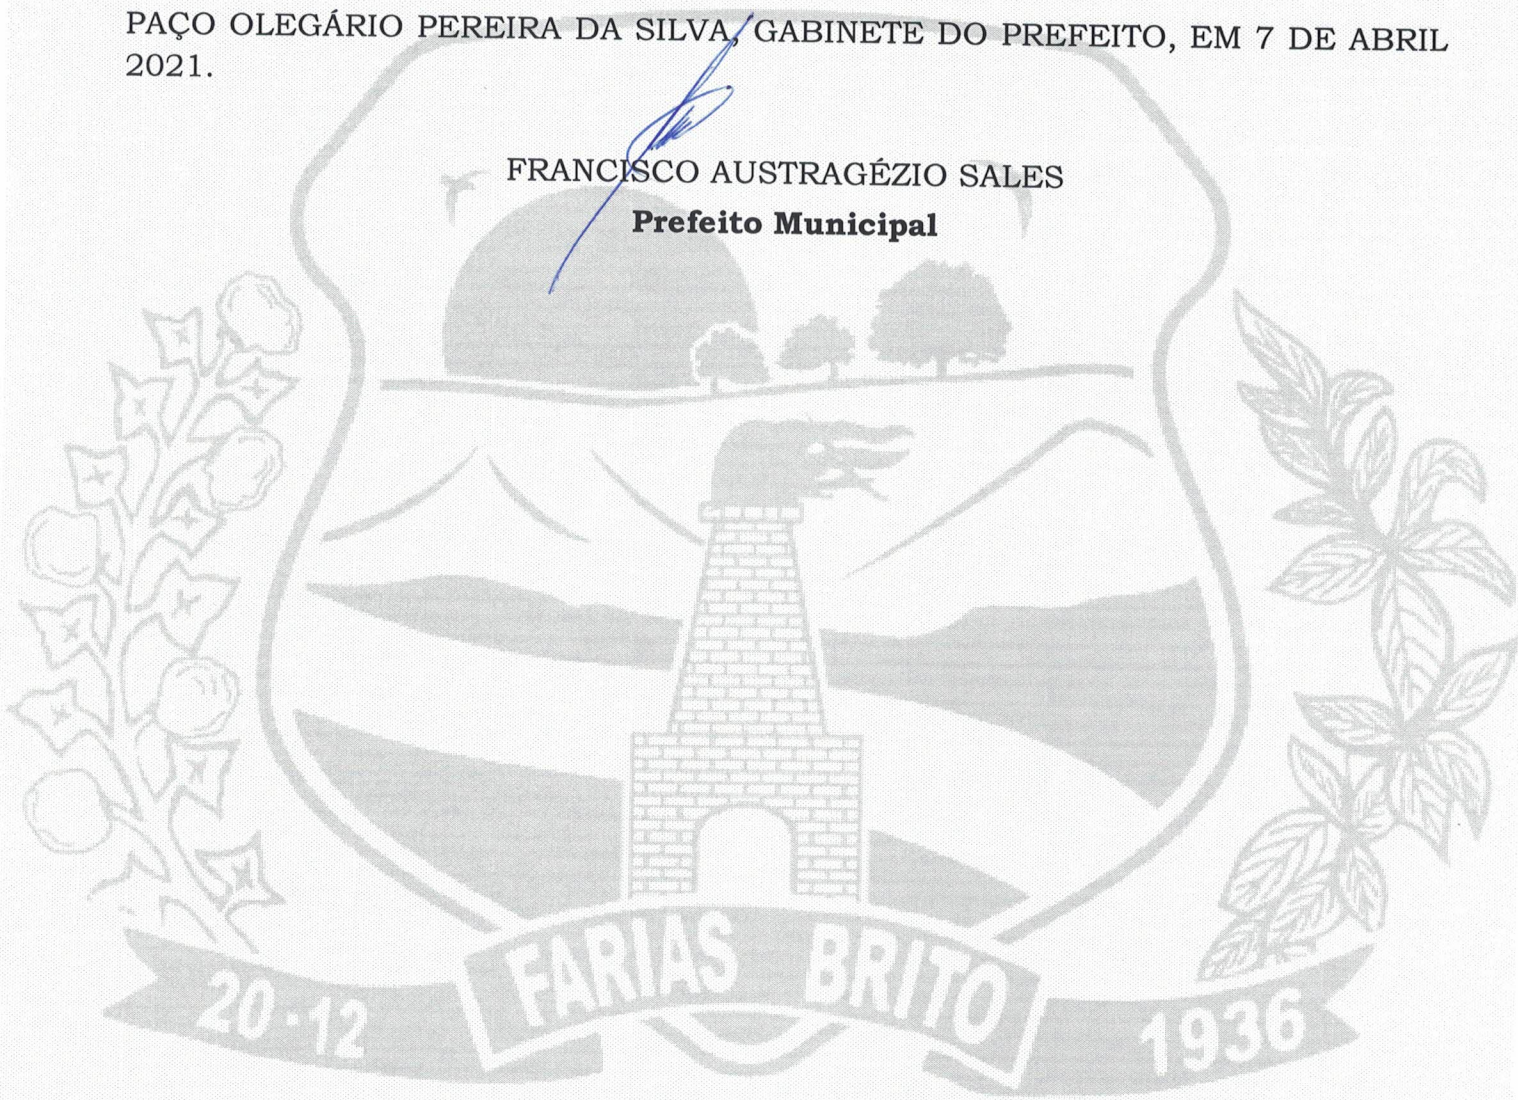 PAÇO OLEGÁRIO PEREIRA DA SILVA, GABINETE DO PREFEITO, EM 7 DE ABRIL
2021.
FRANCISCO AUSTRAGÉZIO SALES
Prefeito Municipal
FARIAS BRITO
20-12
1936